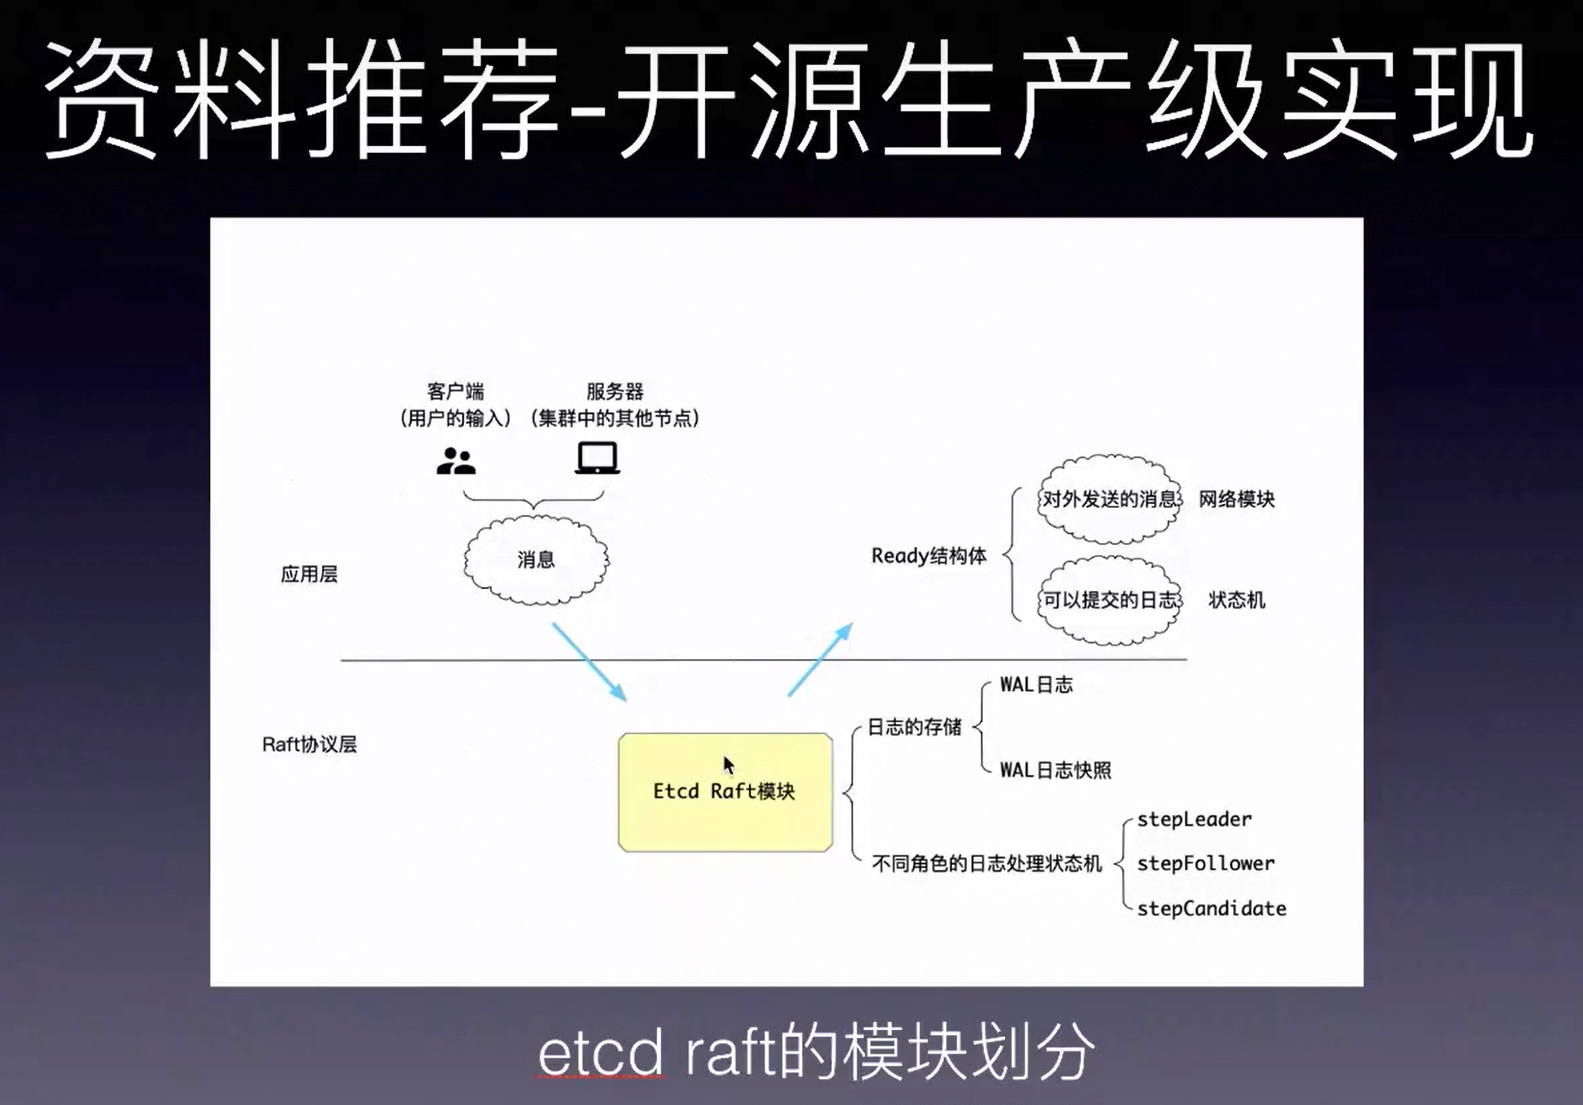 资料推荐-开源生产级实现
客户端
（用户的输入）
服务器
（集群中的其他节点）
消息
应用层
Ready结构体
对外发送的消息
网络模块
可以提交的日志
状态机
Raft协议层
Etcd Raft模块
日志的存储
WAL日志
WAL日志快照
不同角色的日志处理状态机
stepLeader
stepFollower
stepCandidate
etcd raft的模块划分